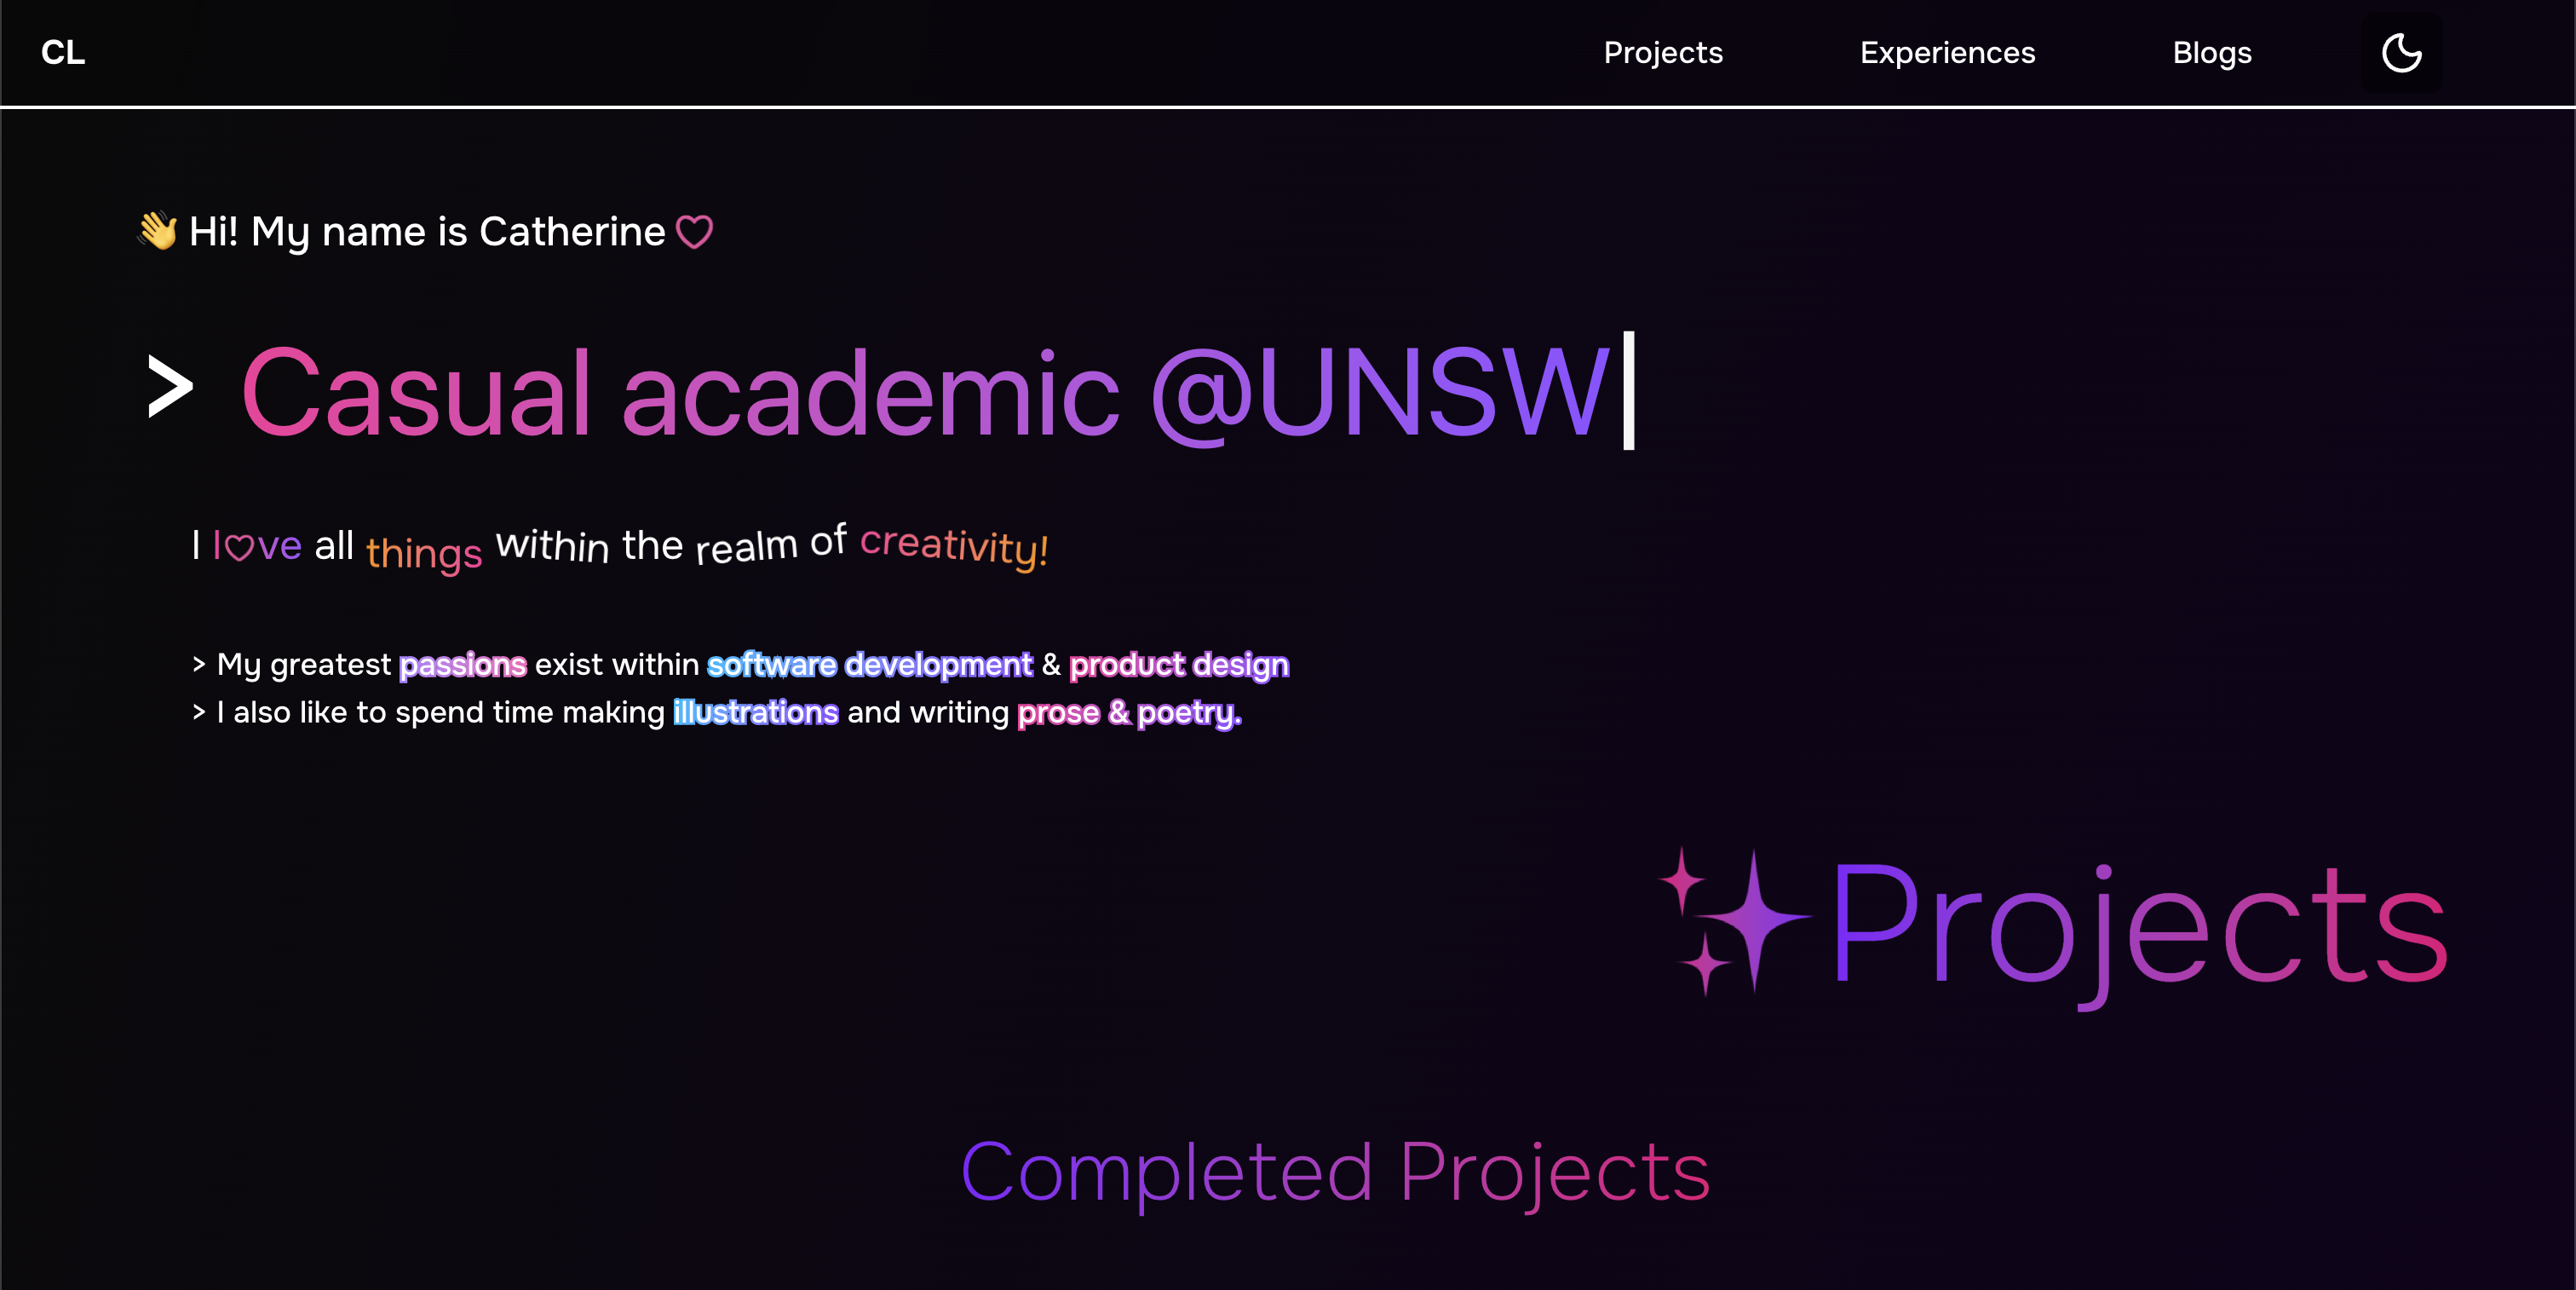 CL Projects Experiences Blogs
👋 Hi! My name is Catherine ♡
> Casual academic @UNSW|
I l♡ve all things within the realm of creativity!
> My greatest passions exist within software development & product design
> I also like to spend time making illustrations and writing prose & poetry.
Projects
Completed Projects